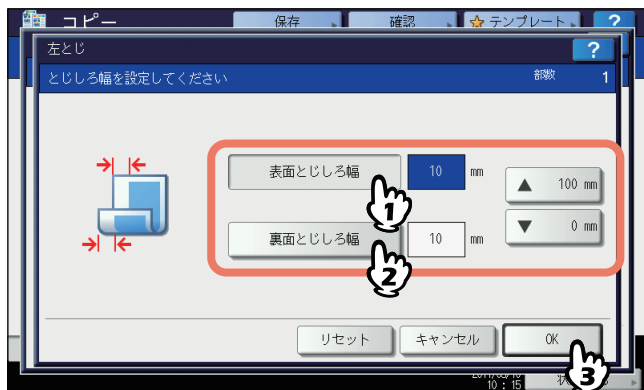 コピー 保存 確認 テンプレート ?
左とじ ?
とじしろ幅を設定してください 部数 1
表面とじしろ幅 10 mm ▲ 100 mm
1
裏面とじしろ幅 10 mm ▼ 0 mm
2
リセット キャンセル OK
3
10:15